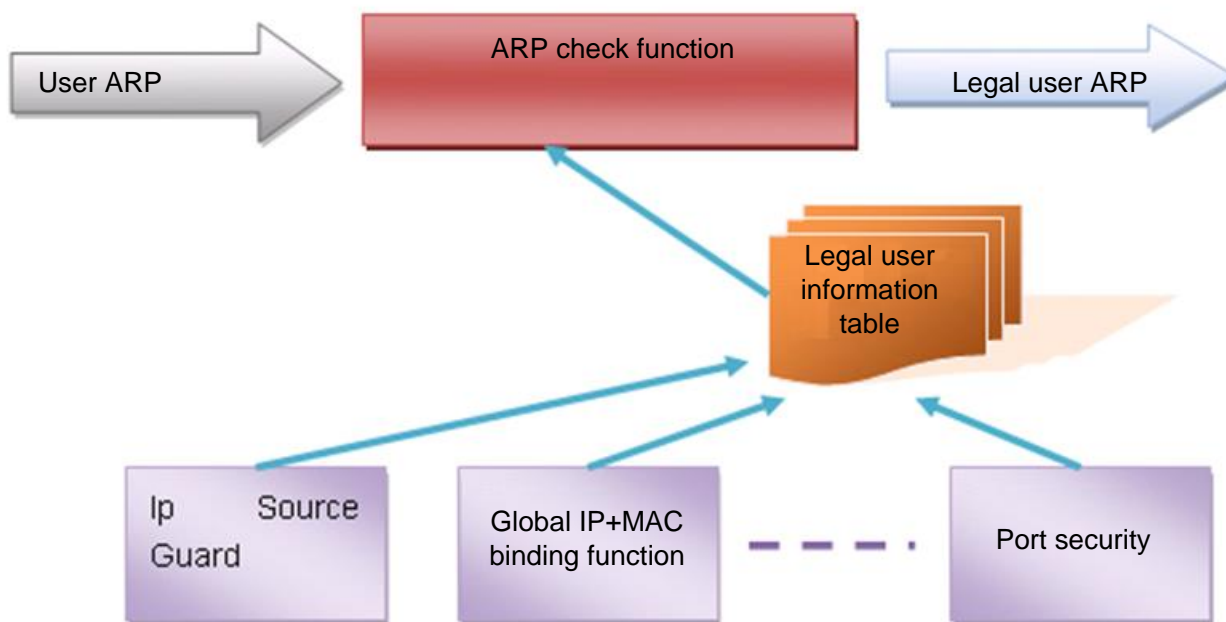 User ARP
ARP check function
Legal user ARP
Legal user
information
table
Ip Source
Guard
Global IP+MAC
binding function
Port security